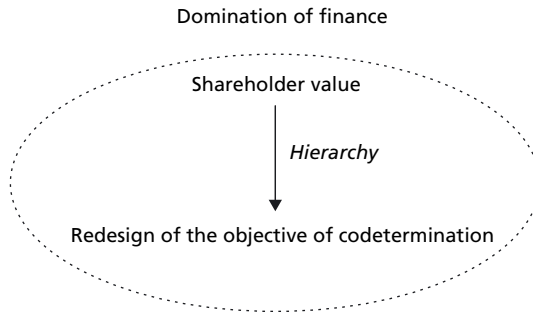 Domination of finance
Shareholder value
Hierarchy
Redesign of the objective of codetermination